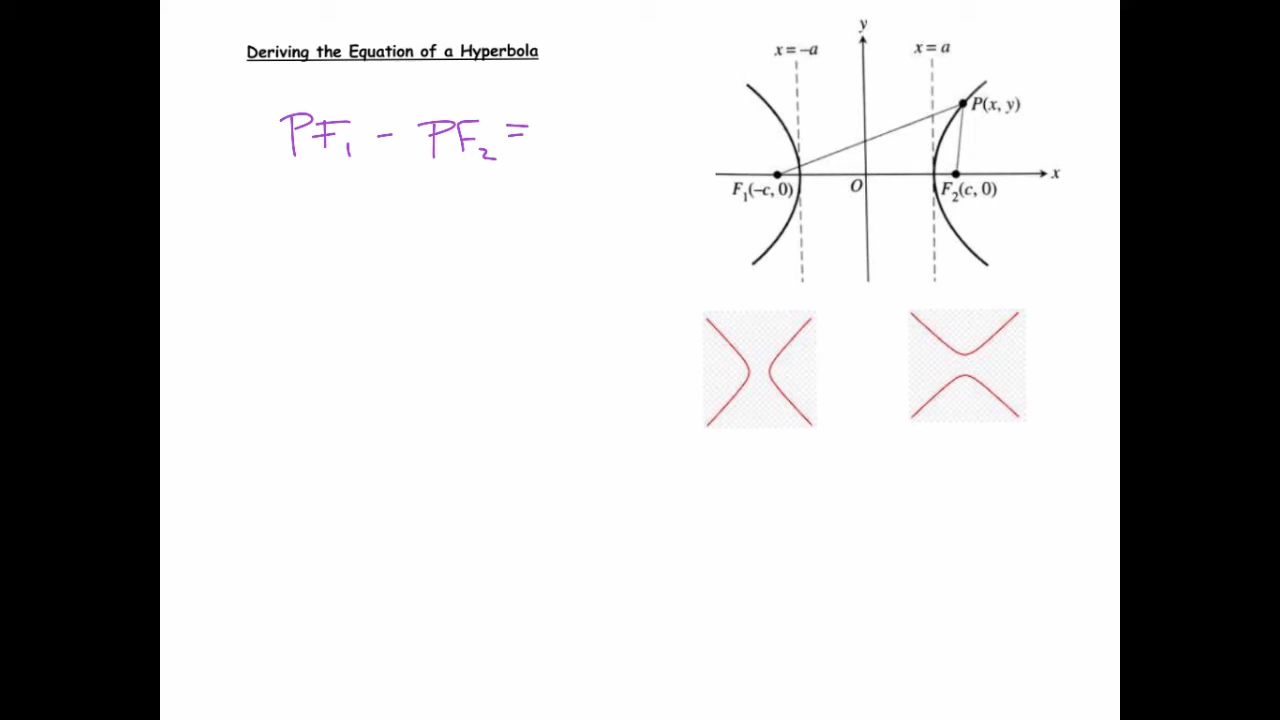 Deriving the Equation of a Hyperbola
PF₁ - PF₂ =
y
x = –a
x = a
P(x, y)
x
F₁(–c, 0)
O
F₂(c, 0)